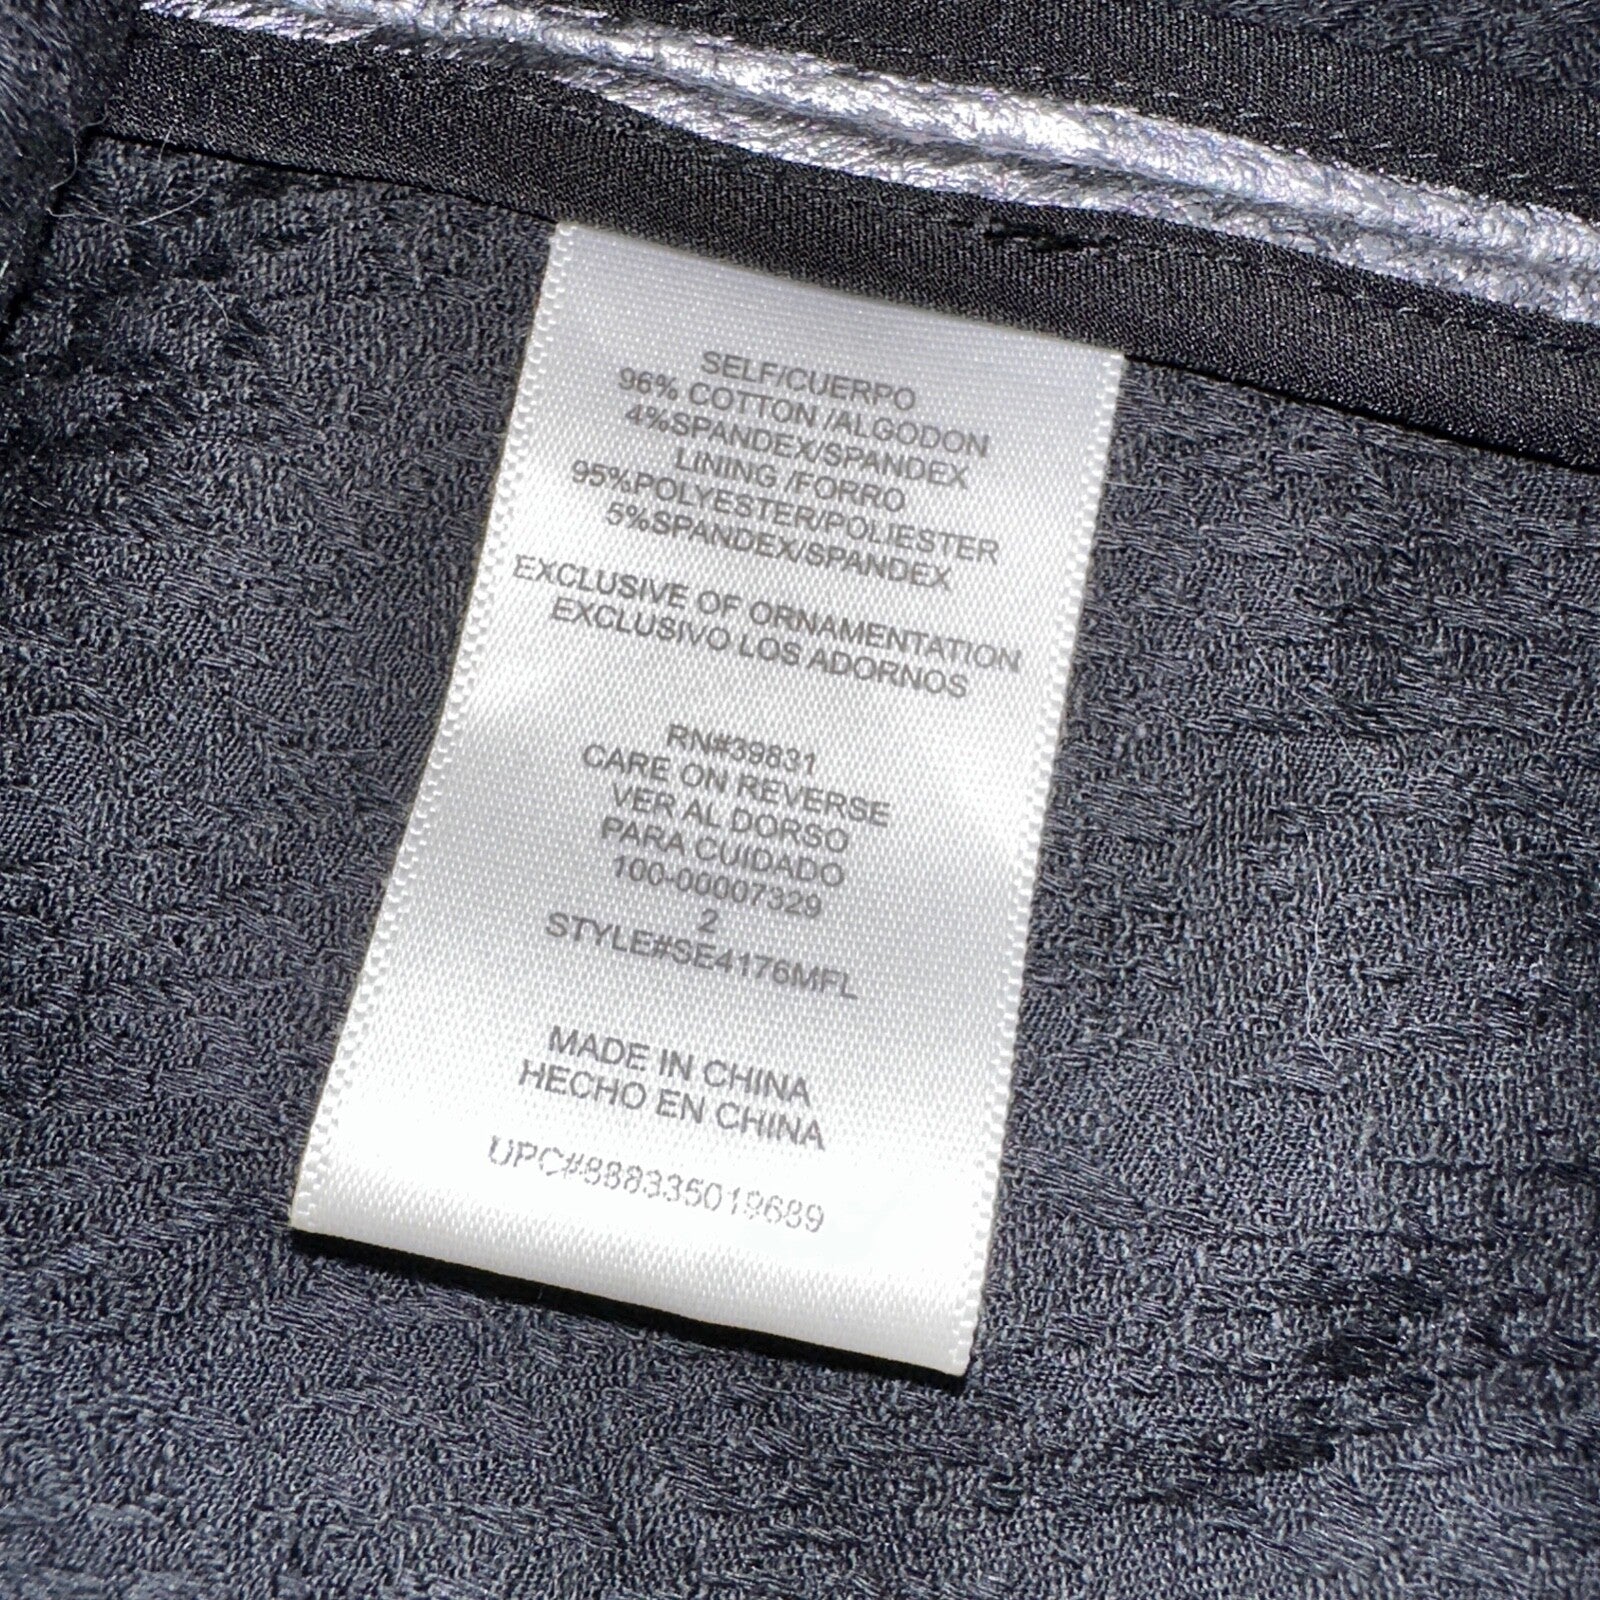 SELF/CUERPO
96% COTTON /ALGODON
4%SPANDEX/SPANDEX
LINING /FORRO
95%POLYESTER/POLIESTER
5%SPANDEX/SPANDEX
EXCLUSIVE OF ORNAMENTATION
EXCLUSIVO LOS ADORNOS
RN#39831
CARE ON REVERSE
VER AL DORSO
PARA CUIDADO
100-00007329
2
STYLE#SE4176MFL
MADE IN CHINA
HECHO EN CHINA
UPC#888335019689